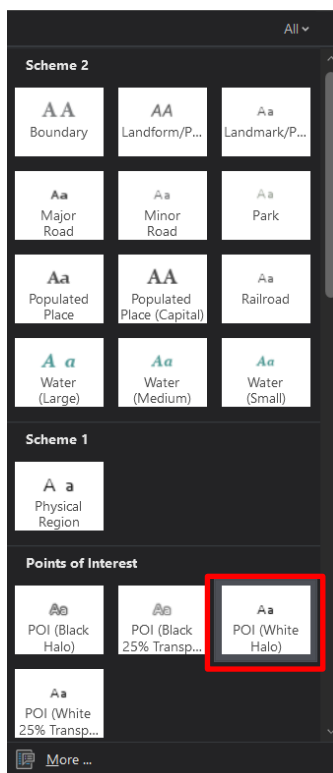 All
Scheme 2
AA
Boundary
AA
Landform/P...
Aa
Landmark/P...
Aa
Major
Road
Aa
Minor
Road
Aa
Park
Aa
Populated
Place
AA
Populated
Place (Capital)
Aa
Railroad
A a
Water
(Large)
Aa
Water
(Medium)
Aa
Water
(Small)
Scheme 1
A a
Physical
Region
Points of Interest
Aa
POI (Black
Halo)
Aa
POI (Black
25% Transp...
Aa
POI (White
Halo)
Aa
POI (White
25% Transp...
More ...